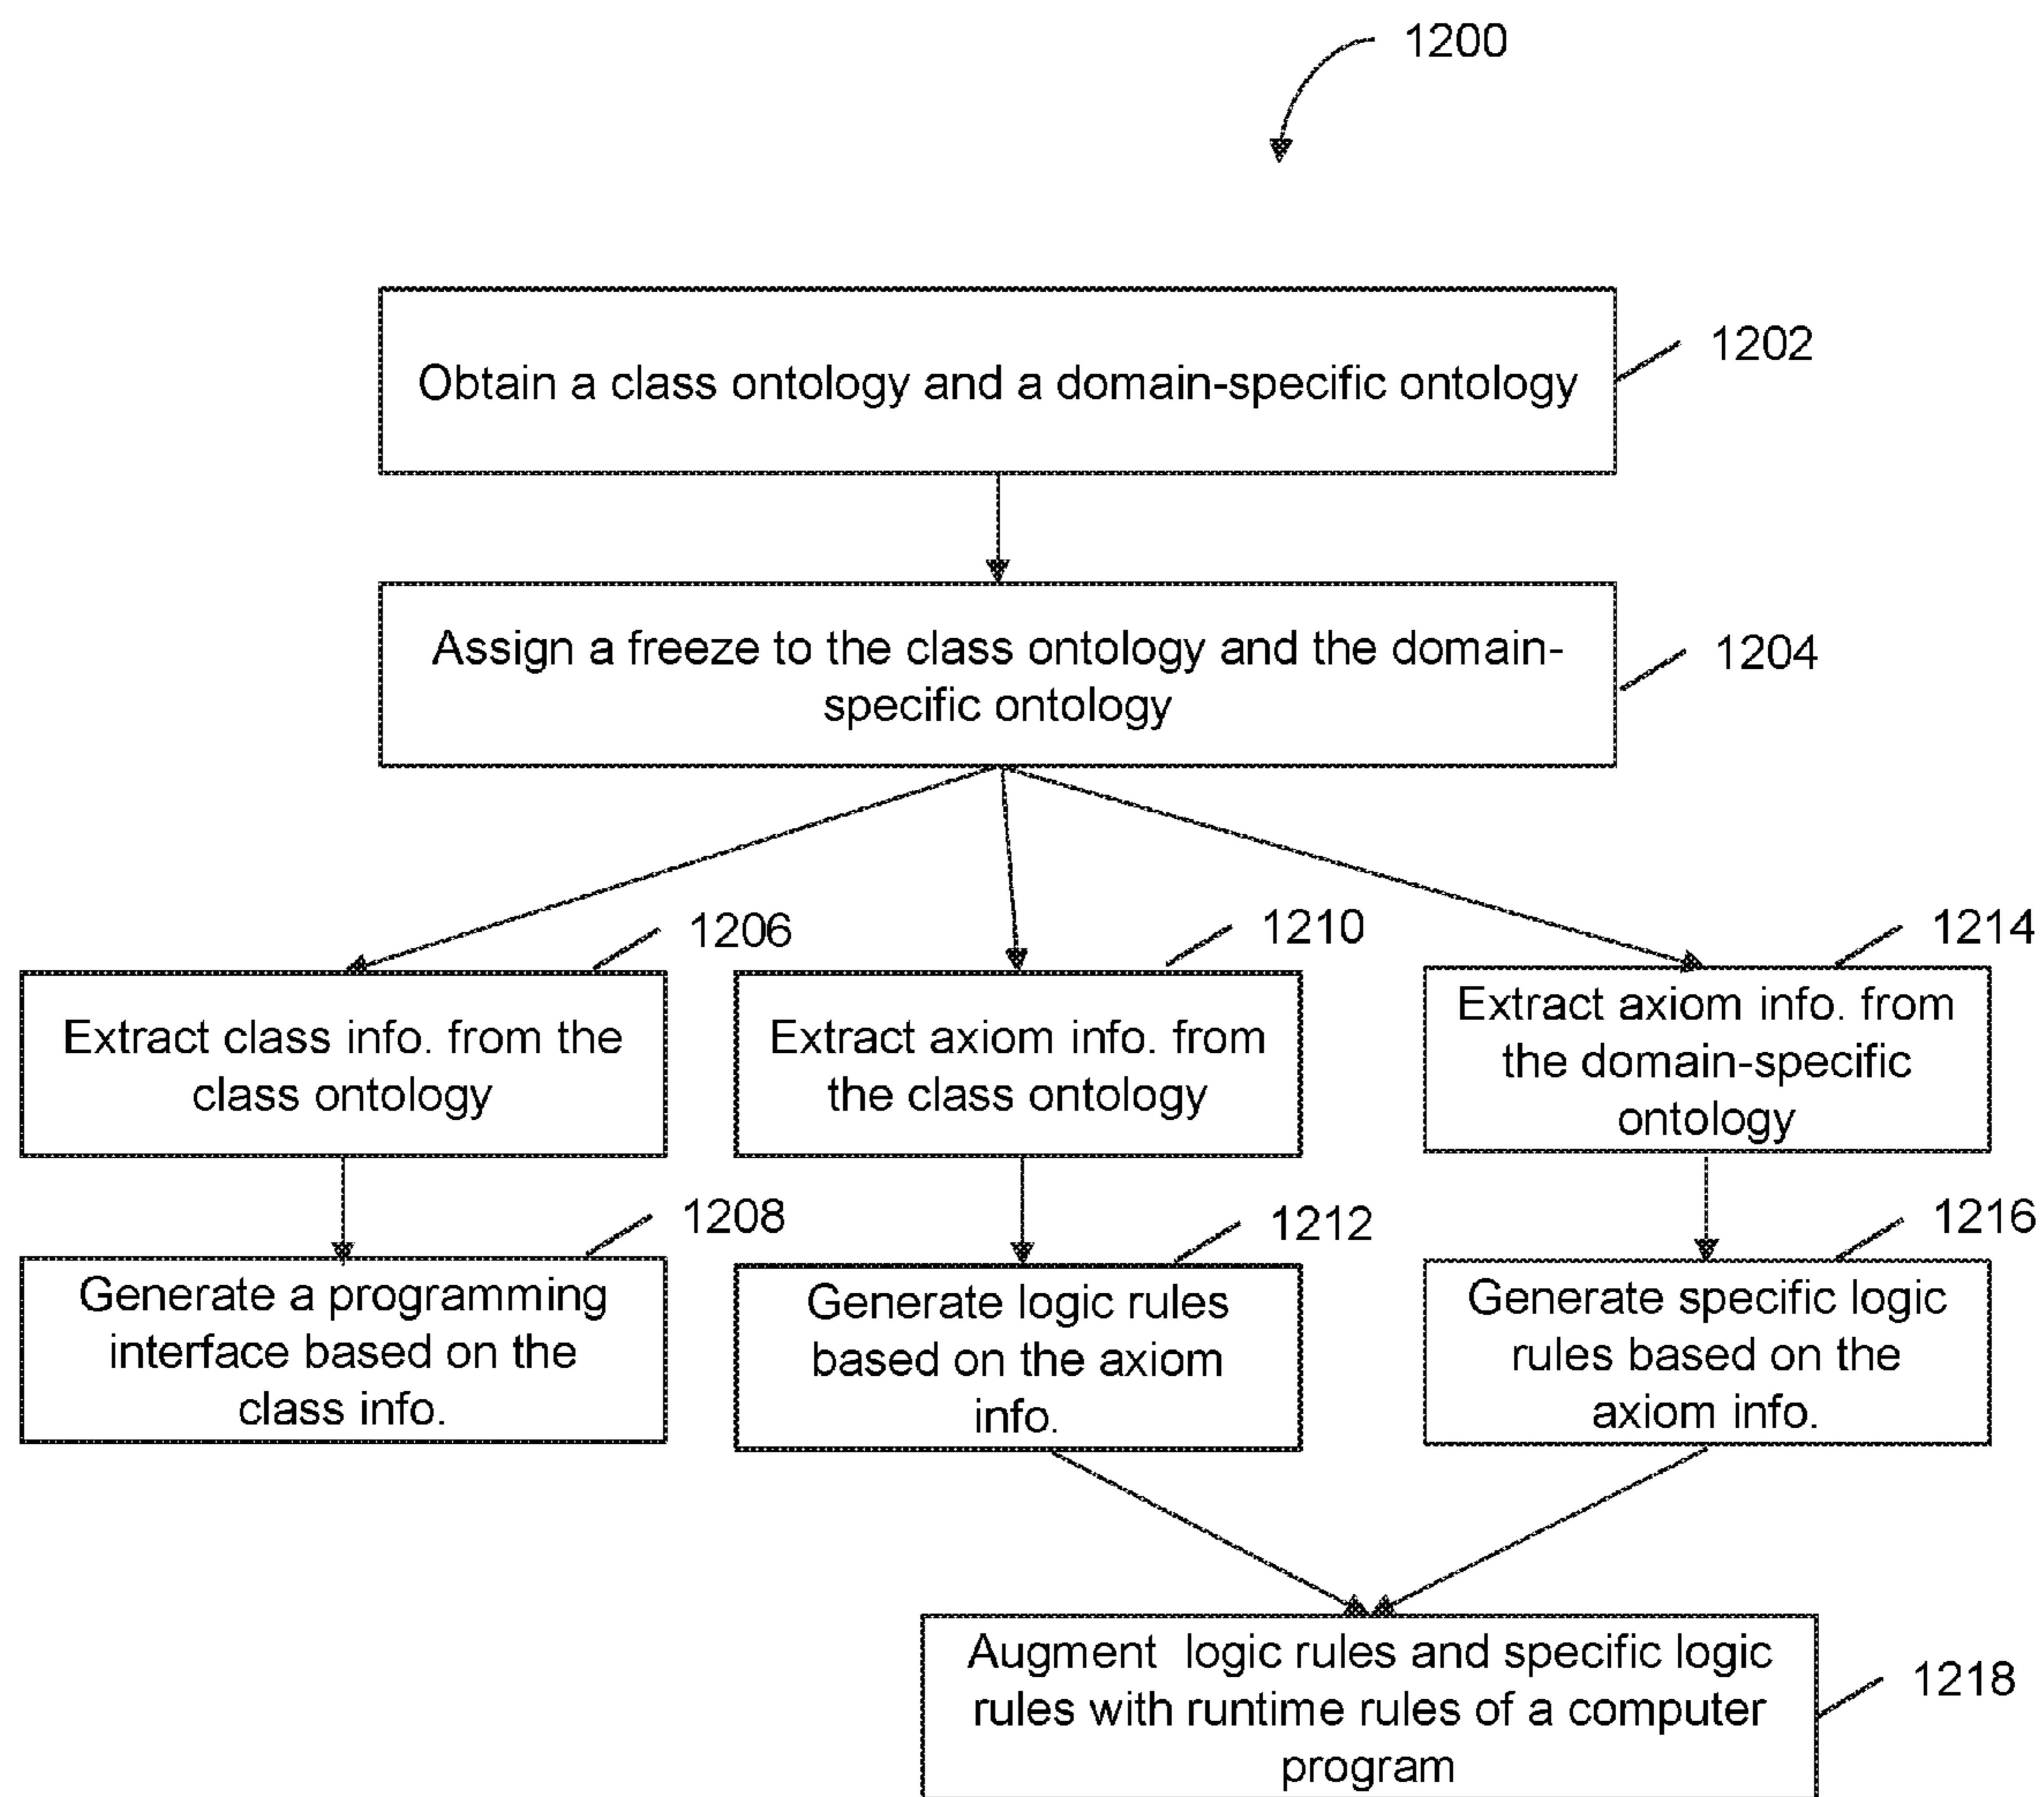 1200
Obtain a class ontology and a domain-specific ontology
1202
Assign a freeze to the class ontology and the domain-
specific ontology
1204
1206
Extract class info. from the
class ontology
1210
Extract axiom info. from
the class ontology
1214
Extract axiom info. from
the domain-specific
ontology
1208
Generate a programming
interface based on the
class info.
1212
Generate logic rules
based on the axiom
info.
1216
Generate specific logic
rules based on the
axiom info.
Augment logic rules and specific logic
rules with runtime rules of a computer
program
1218